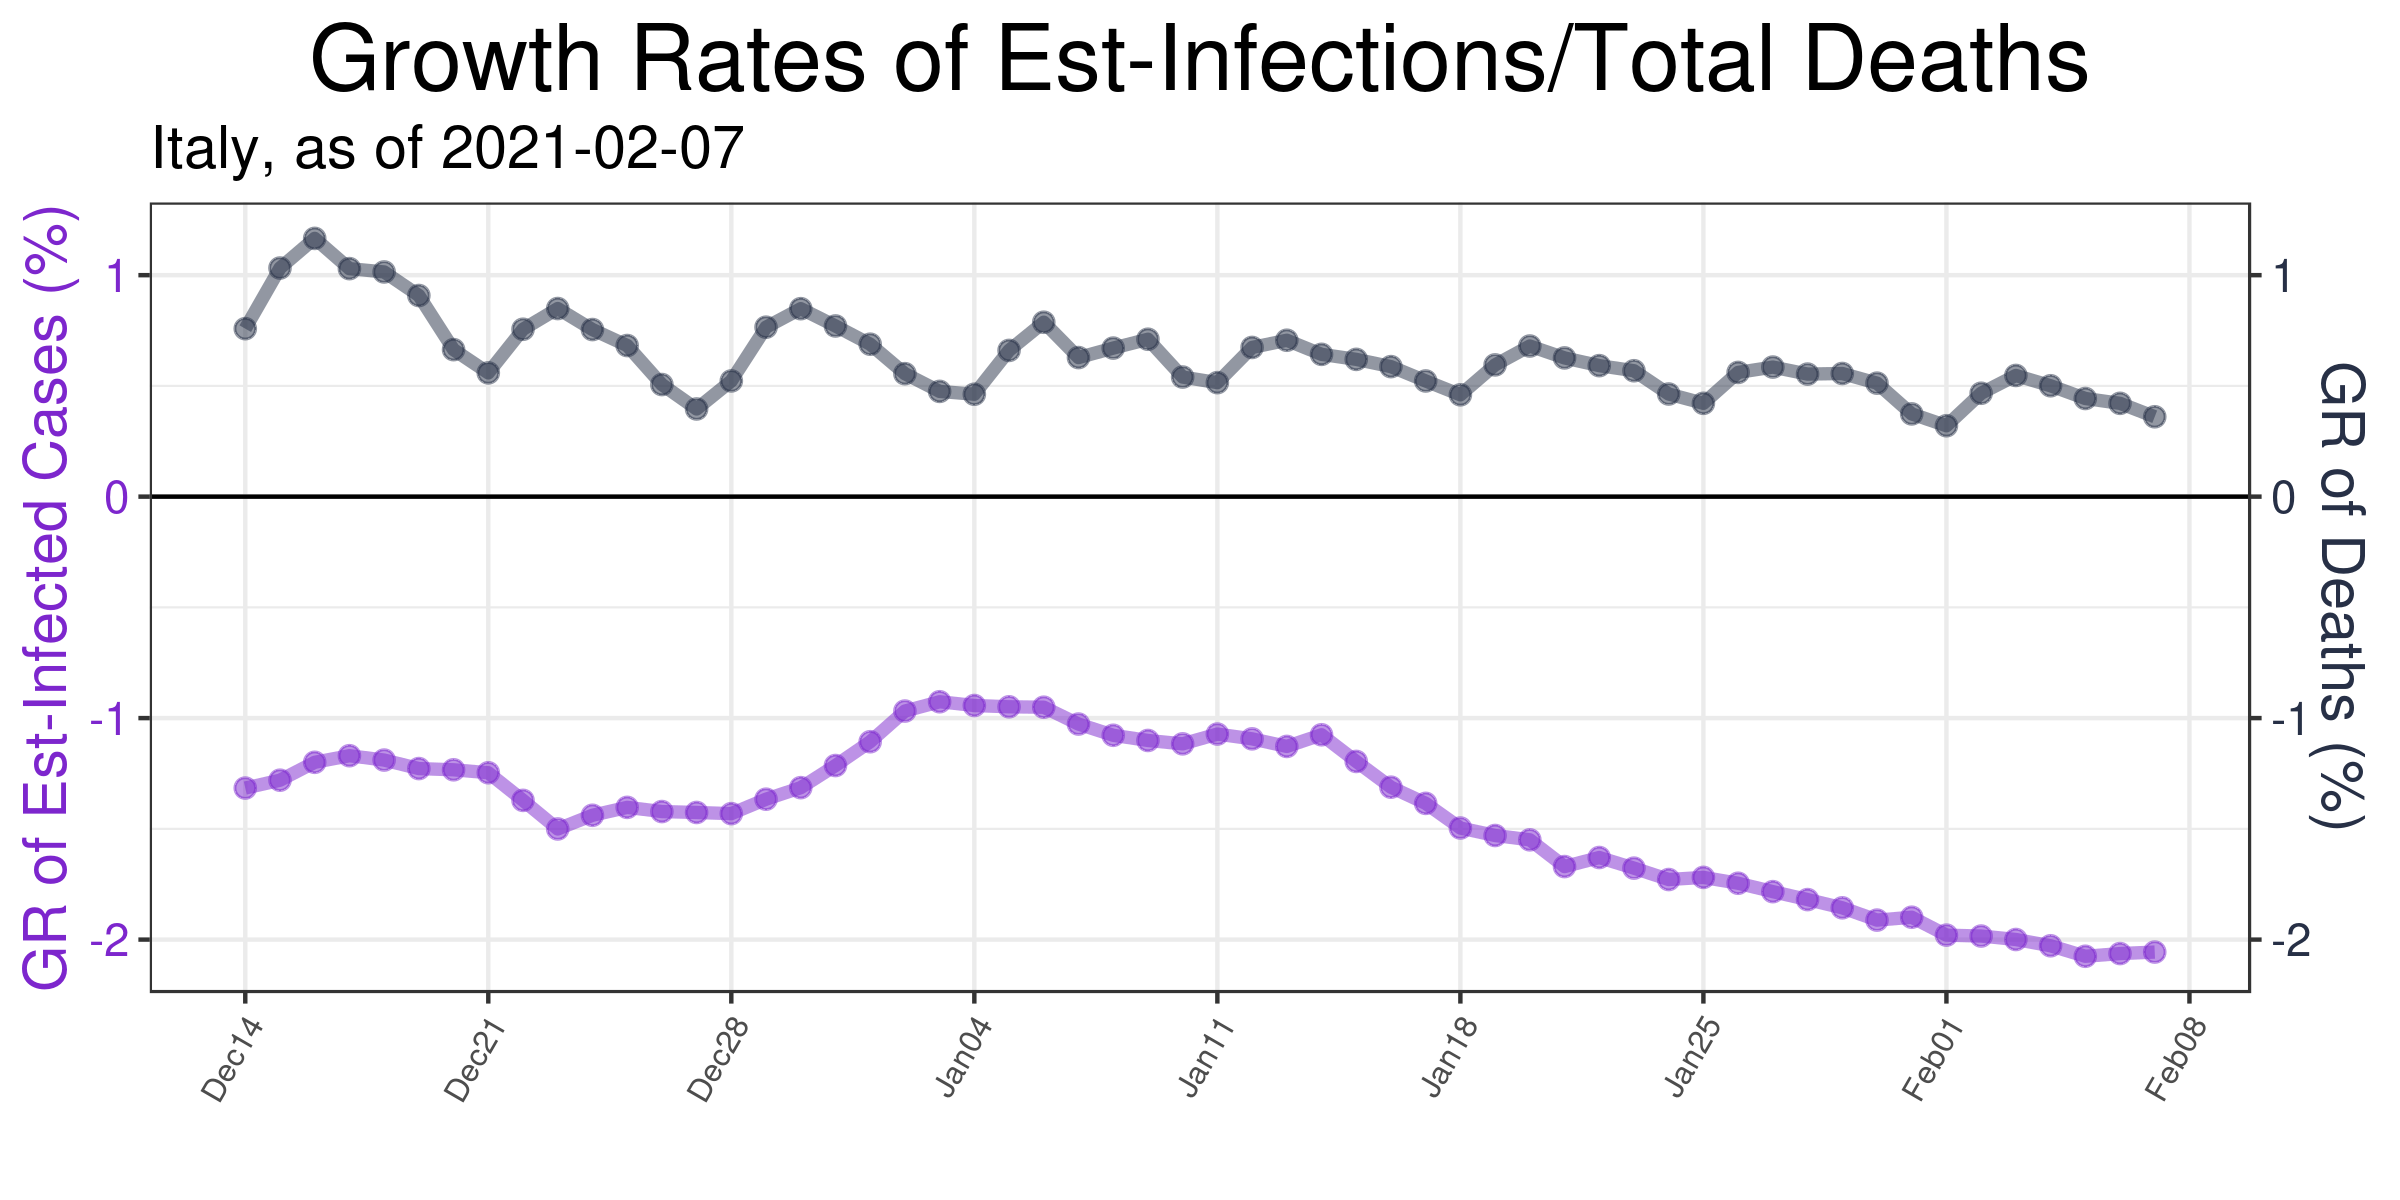 Growth Rates of Est-Infections/Total Deaths
Italy, as of 2021-02-07
GR of Est-Infected Cases (%)
1
0
-1
-2
1
0
-1
-2
GR of Deaths (%)
Dec14
Dec21
Dec28
Jan04
Jan11
Jan18
Jan25
Feb01
Feb08